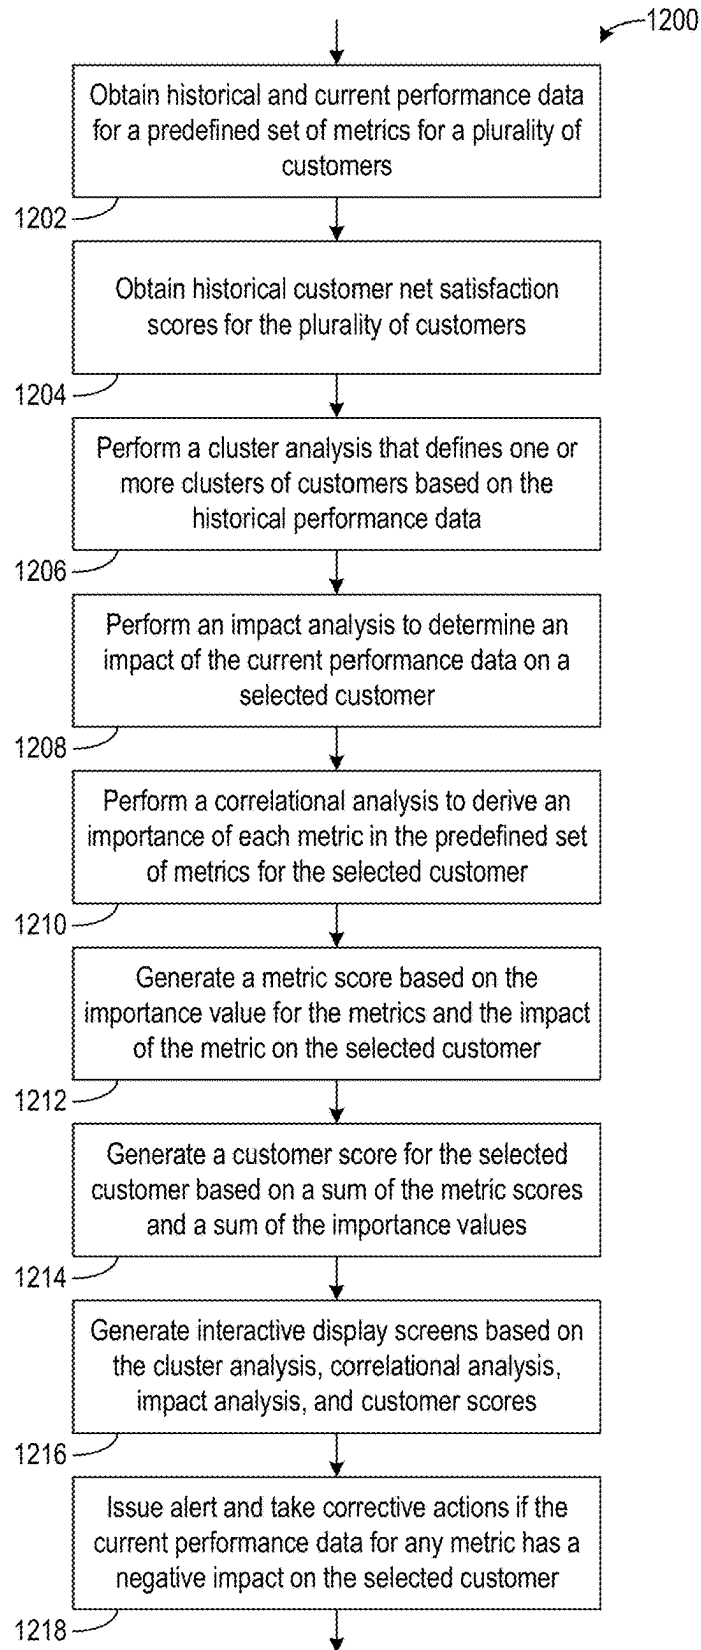 1200
Obtain historical and current performance data
for a predefined set of metrics for a plurality of
customers
1202
Obtain historical customer net satisfaction
scores for the plurality of customers
1204
Perform a cluster analysis that defines one or
more clusters of customers based on the
historical performance data
1206
Perform an impact analysis to determine an
impact of the current performance data on a
selected customer
1208
Perform a correlational analysis to derive an
importance of each metric in the predefined set
of metrics for the selected customer
1210
Generate a metric score based on the
importance value for the metrics and the impact
of the metric on the selected customer
1212
Generate a customer score for the selected
customer based on a sum of the metric scores
and a sum of the importance values
1214
Generate interactive display screens based on
the cluster analysis, correlational analysis,
impact analysis, and customer scores
1216
Issue alert and take corrective actions if the
current performance data for any metric has a
negative impact on the selected customer
1218